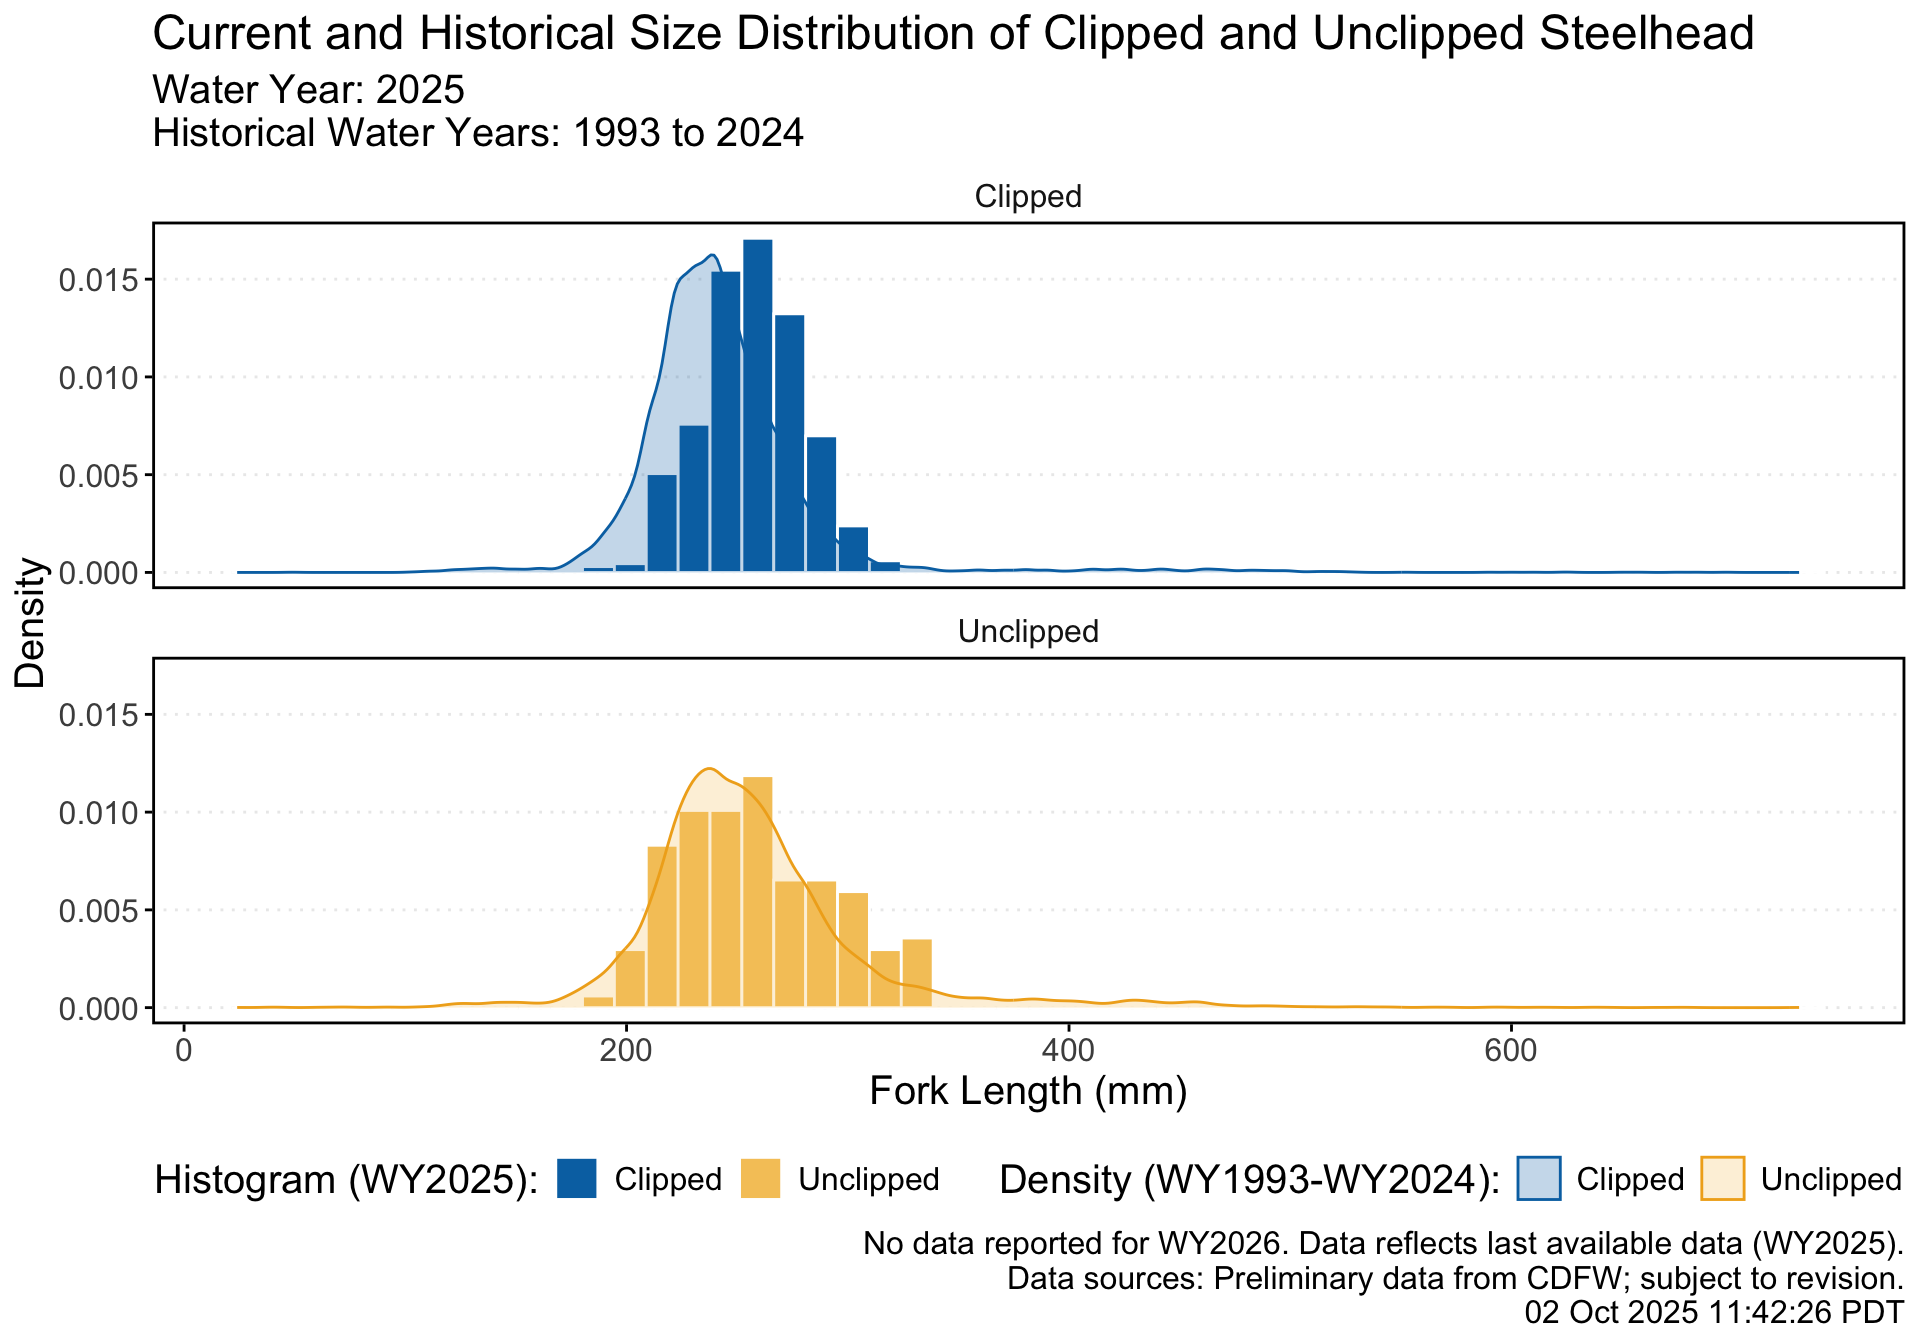 Current and Historical Size Distribution of Clipped and Unclipped Steelhead
Water Year: 2025
Historical Water Years: 1993 to 2024
Clipped
0.015
0.010
0.005
0.000
Density
Unclipped
0.015
0.010
0.005
0.000
0 200 400 600
Fork Length (mm)
Histogram (WY2025): Clipped Unclipped Density (WY1993-WY2024): Clipped Unclipped
No data reported for WY2026. Data reflects last available data (WY2025).
Data sources: Preliminary data from CDFW; subject to revision.
02 Oct 2025 11:42:26 PDT